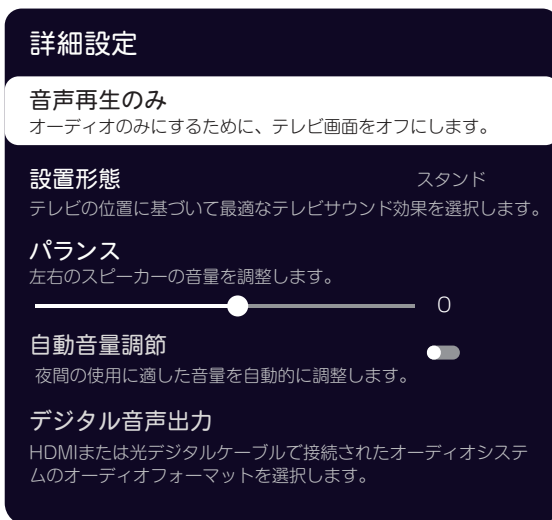 詳細設定
音声再生のみ
オーディオのみにするために、テレビ画面をオフにします。
設置形態 スタンド
テレビの位置に基づいて最適なテレビサウンド効果を選択します。
バランス
左右のスピーカーの音量を調整します。
0
自動音量調節
夜間の使用に適した音量を自動的に調整します。
デジタル音声出力
HDMIまたは光デジタルケーブルで接続されたオーディオシステ
ムのオーディオフォーマットを選択します。